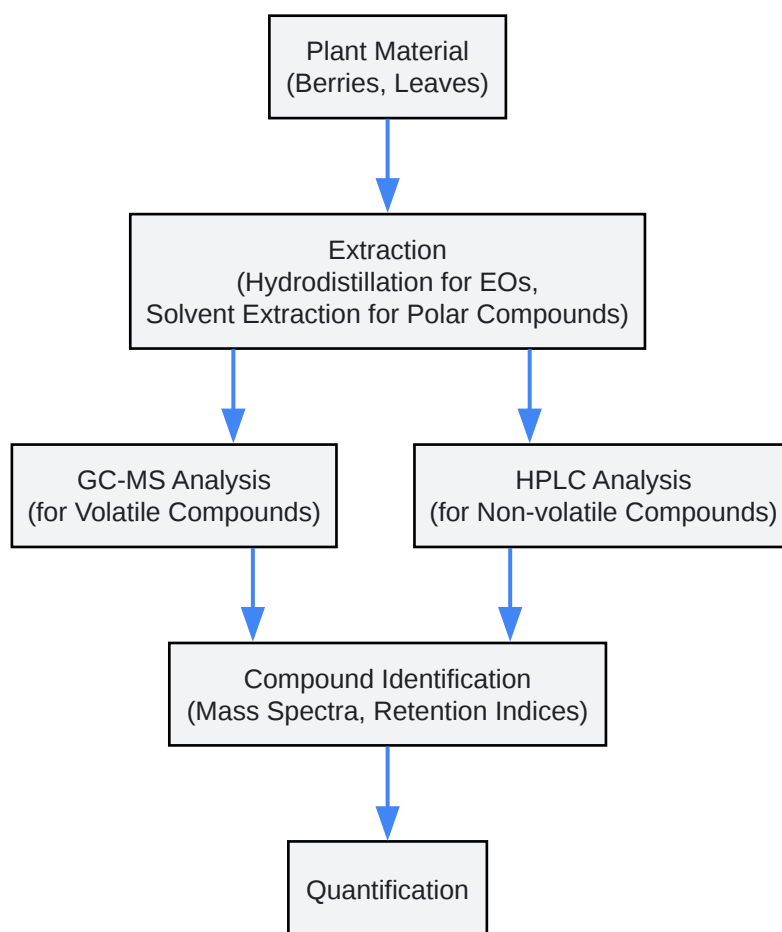 Plant Material
(Berries, Leaves)
Extraction
(Hydrodistillation for EOs,
Solvent Extraction for Polar Compounds)
GC-MS Analysis
(for Volatile Compounds)
HPLC Analysis
(for Non-volatile Compounds)
Compound Identification
(Mass Spectra, Retention Indices)
Quantification